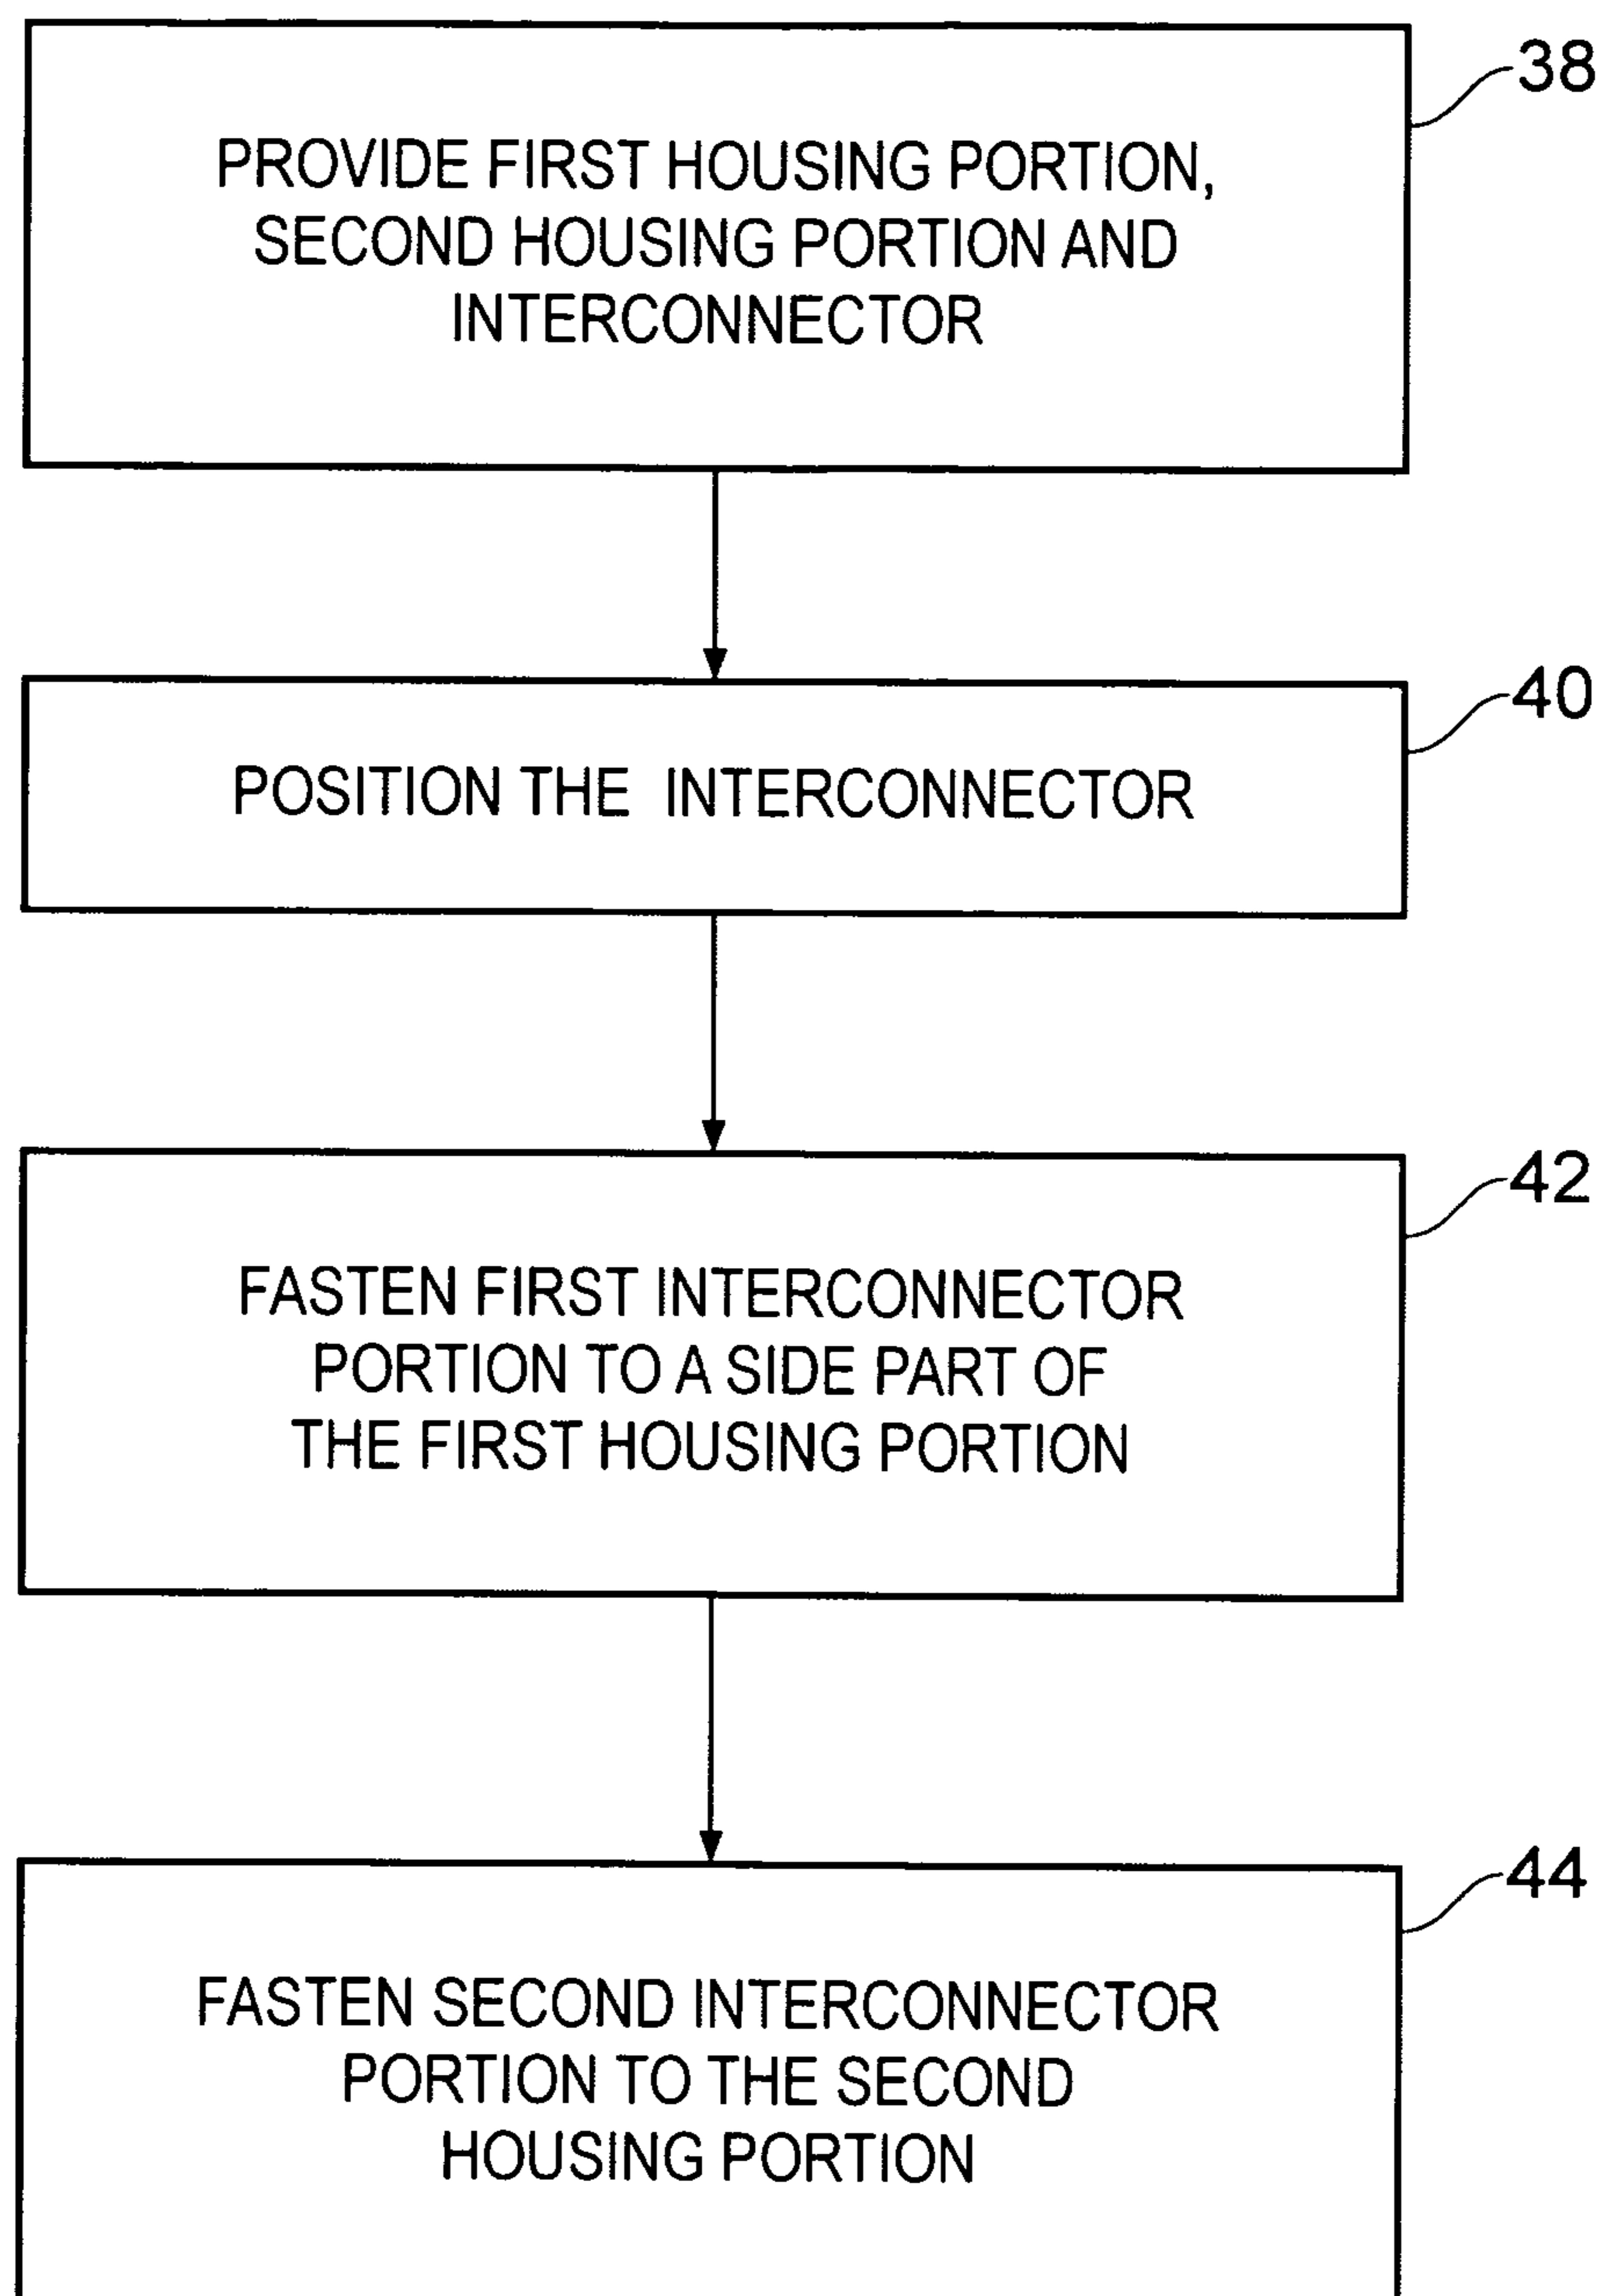 38
PROVIDE FIRST HOUSING PORTION,
SECOND HOUSING PORTION AND
INTERCONNECTOR
40
POSITION THE INTERCONNECTOR
42
FASTEN FIRST INTERCONNECTOR
PORTION TO A SIDE PART OF
THE FIRST HOUSING PORTION
44
FASTEN SECOND INTERCONNECTOR
PORTION TO THE SECOND
HOUSING PORTION